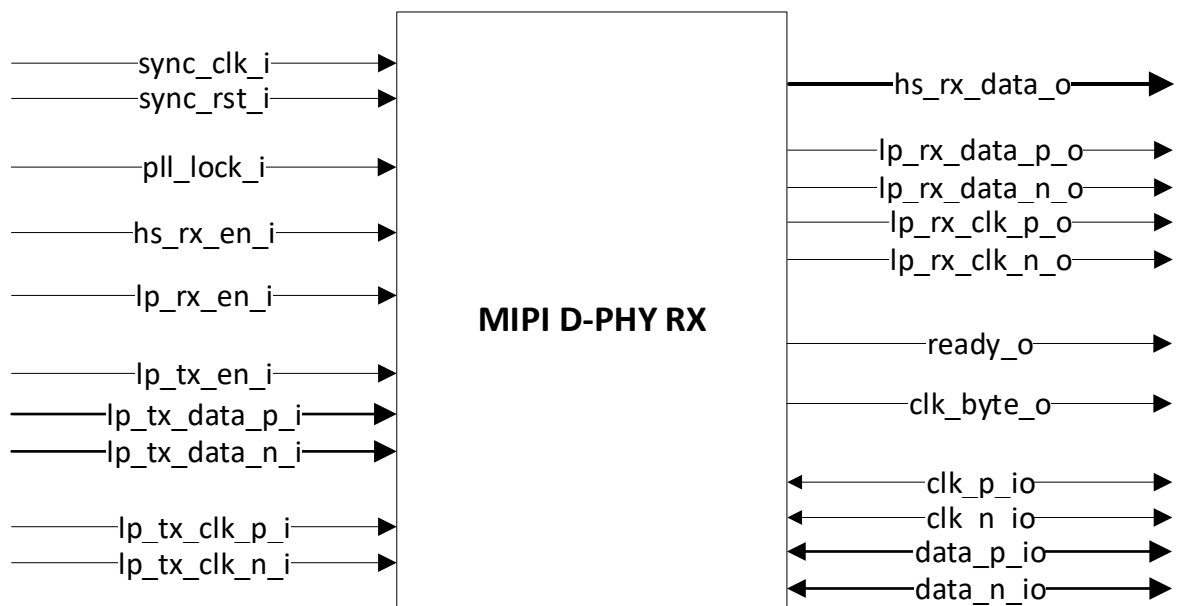 sync_clk_i
sync_rst_i
pll_lock_i
hs_rx_en_i
lp_rx_en_i
lp_tx_en_i
lp_tx_data_p_i
lp_tx_data_n_i
lp_tx_clk_p_i
lp_tx_clk_n_i
MIPI D-PHY RX
hs_rx_data_o
lp_rx_data_p_o
lp_rx_data_n_o
lp_rx_clk_p_o
lp_rx_clk_n_o
ready_o
clk_byte_o
clk_p_io
clk_n_io
data_p_io
data_n_io